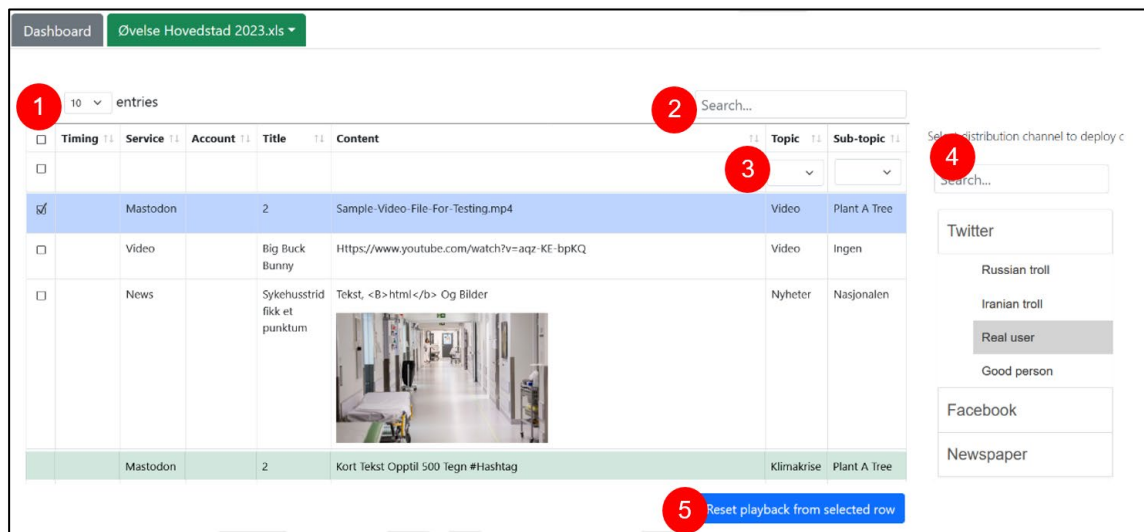 Dashboard
Øvelse Hovedstad 2023.xls
1
10
entries
2
Search...
Timing
Service
Account
Title
Content
Topic
Sub-topic
3
Mastodon
2
Sample-Video-File-For-Testing.mp4
Video
Plant A Tree
Video
Big Buck
Bunny
Https://www.youtube.com/watch?v=aqz-KE-bpKQ
Video
Ingen
News
Sykehusstrid
fikk et
punktum
Tekst, <B>html</b> Og Bilder
Nyheter
Nasjonalen
Mastodon
2
Kort Tekst Opptil 500 Tegn #Hashtag
Klimakrise
Plant A Tree
5
Reset playback from selected row
distribution channel to deploy
4
Search...
Twitter
Russian troll
Iranian troll
Real user
Good person
Facebook
Newspaper